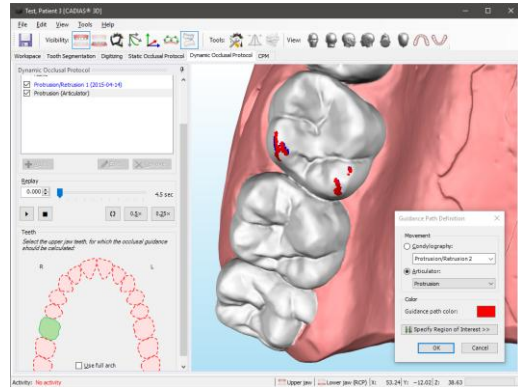 Test, Patient 3 [CADIAS® 3D]
File Edit View Tools Help
Visibility: Tools: View:
Workspace Tooth Segmentation Digitizing Static Occlusal Protocol Dynamic Occlusal Protocol CPM
Dynamic Occlusal Protocol
Protrusion/Retrusion 1 (2015-04-14)
Protrusion (Articulator)
Replay
0.000 4.5 sec
0.5× 0.25×
Teeth
Select the upper jaw teeth, for which the occlusal guidance should be calculated:
R L
Use full arch
Guidance Path Definition
Movement
Condylography:
Protrusion/Retrusion 2
Articulator:
Protrusion
Color
Guidance path color:
Specify Region of Interest >>
OK Cancel
Activity: No activity
Upper jaw Lower jaw (RCP) X: 53.24 Y: -12.02 Z: 38.63